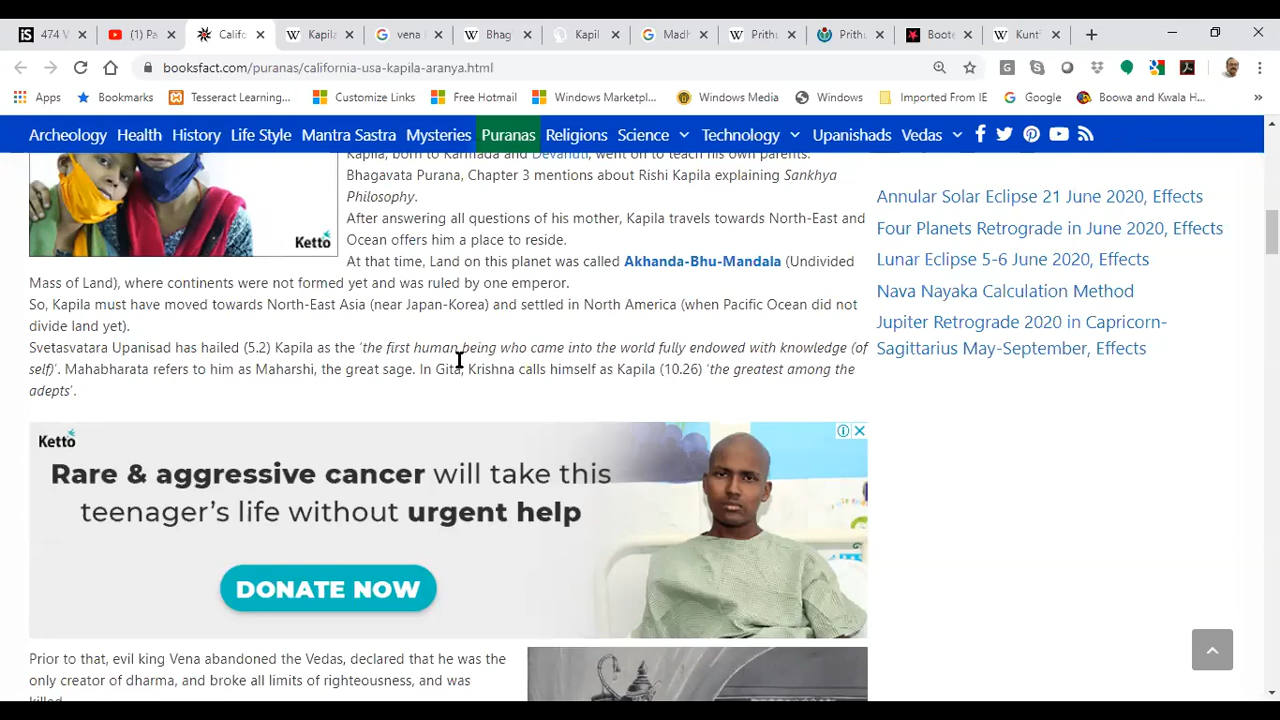 474 V
(1) Pa
Califo
Kapila
vena l
Bhag
Kapil
Madh
Prithu
Prithu
Boote
Kunt
booksfact.com/puranas/california-usa-kapila-aranya.html
Apps
Bookmarks
Tesseract Learning...
Customize Links
Free Hotmail
Windows Marketpl...
Windows Media
Windows
Imported From IE
Google
Boowa and Kwala H...
»
Archeology Health History Life Style Mantra Sastra Mysteries Puranas Religions Science Technology Upanishads Vedas
Kapila, born to Karmada and Devahuti, went on to teach his own parents.
Bhagavata Purana, Chapter 3 mentions about Rishi Kapila explaining Sankhya
Philosophy.
After answering all questions of his mother, Kapila travels towards North-East and
Ocean offers him a place to reside.
At that time, Land on this planet was called Akhanda-Bhu-Mandala (Undivided
Mass of Land), where continents were not formed yet and was ruled by one emperor.
So, Kapila must have moved towards North-East Asia (near Japan-Korea) and settled in North America (when Pacific Ocean did not
divide land yet).
Svetasvatara Upanisad has hailed (5.2) Kapila as the ‘the first human being who came into the world fully endowed with knowledge (of
self)’. Mahabharata refers to him as Maharshi, the great sage. In Gita, Krishna calls himself as Kapila (10.26) ‘the greatest among the
adepts’.
Ketto
Ketto
Rare & aggressive cancer will take this
teenager’s life without urgent help
DONATE NOW
Prior to that, evil king Vena abandoned the Vedas, declared that he was the
only creator of dharma, and broke all limits of righteousness, and was
killed
Annular Solar Eclipse 21 June 2020, Effects
Four Planets Retrograde in June 2020, Effects
Lunar Eclipse 5-6 June 2020, Effects
Nava Nayaka Calculation Method
Jupiter Retrograde 2020 in Capricorn-
Sagittarius May-September, Effects